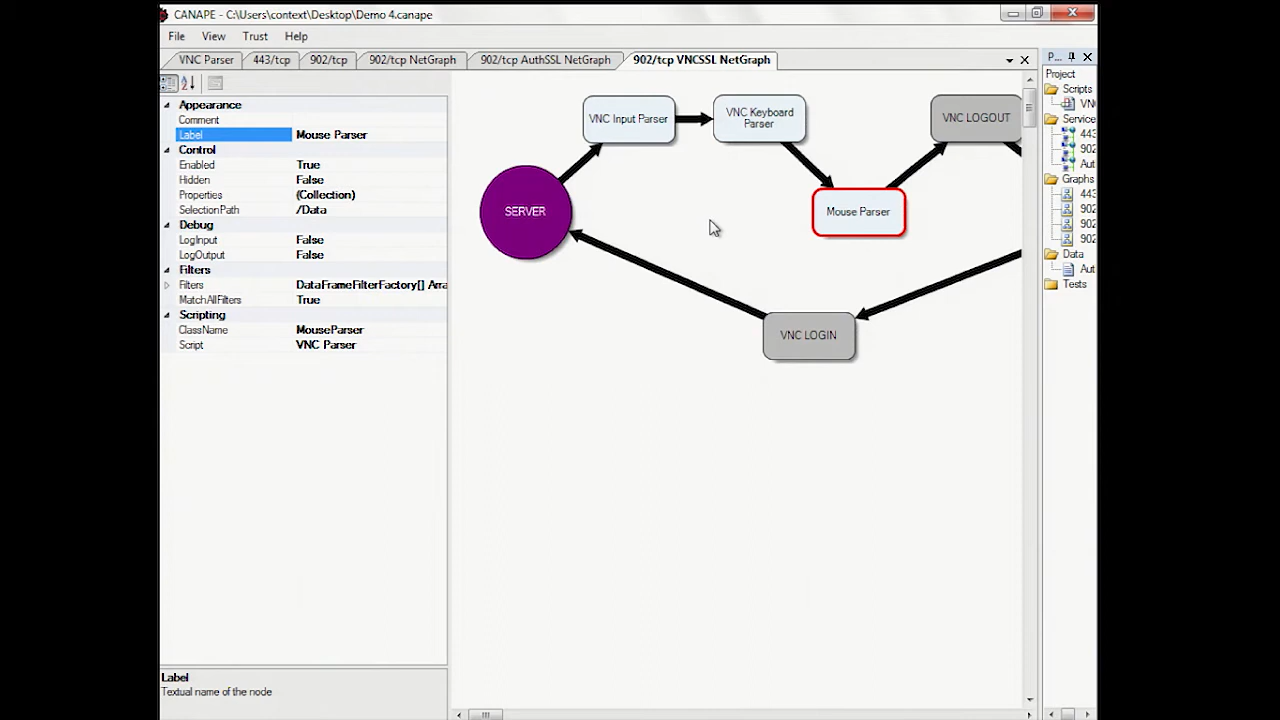 CANAPE - C:\Users\context\Desktop\Demo 4.canape
File View Trust Help
VNC Parser 443/tcp 902/tcp 902/tcp NetGraph 902/tcp AuthSSL NetGraph 902/tcp VNCSSL NetGraph
Appearance
Comment
Label Mouse Parser
Control
Enabled True
Hidden False
Properties (Collection)
SelectionPath /Data
Debug
LogInput False
LogOutput False
Filters
Filters DataFrameFilterFactory[] Arra
MatchAllFilters True
Scripting
ClassName MouseParser
Script VNC Parser
Label
Textual name of the node
VNC Input Parser
VNC Keyboard
Parser
VNC LOGOUT
SERVER
Mouse Parser
VNC LOGIN
P...
Project
Scripts
VN
Service
443
902
Aut
Graphs
443
902
902
902
Data
Aut
Tests